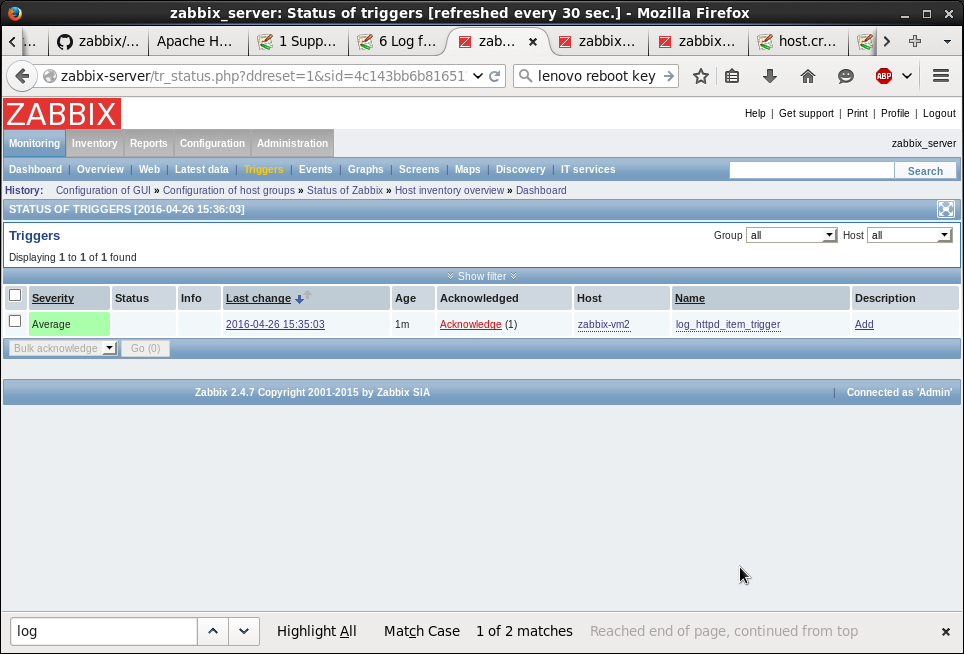 zabbix_server: Status of triggers [refreshed every 30 sec.] - Mozilla Firefox
... zabbix/... Apache H... 1 Supp... 6 Log f... zab... zabbix... zabbix... host.cr...
zabbix-server/tr_status.php?ddreset=1&sid=4c143bb6b81651 lenovo reboot key ABP
ZABBIX
Help | Get support | Print | Profile | Logout
Monitoring Inventory Reports Configuration Administration zabbix_server
Dashboard | Overview | Web | Latest data | Triggers | Events | Graphs | Screens | Maps | Discovery | IT services Search
History: Configuration of GUI » Configuration of host groups » Status of Zabbix » Host inventory overview » Dashboard
STATUS OF TRIGGERS [2016-04-26 15:36:03]
Triggers Group all Host all
Displaying 1 to 1 of 1 found
Show filter
Severity Status Info Last change Age Acknowledged Host Name Description
Average 2016-04-26 15:35:03 1m Acknowledge (1) zabbix-vm2 log_httpd_item_trigger Add
Bulk acknowledge Go (0)
Zabbix 2.4.7 Copyright 2001-2015 by Zabbix SIA | Connected as 'Admin'
log Highlight All Match Case 1 of 2 matches Reached end of page, continued from top